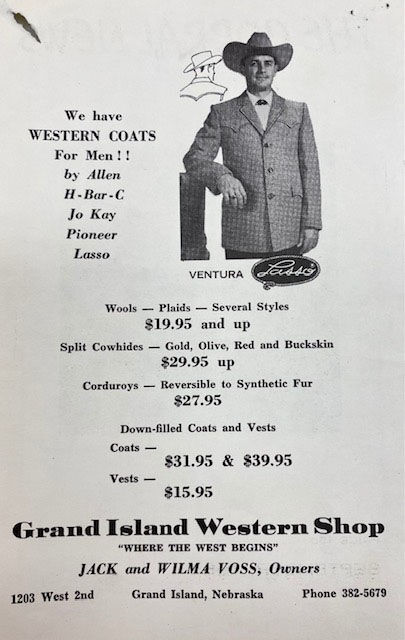 We have
WESTERN COATS
For Men!!
by Allen
H-Bar-C
Jo Kay
Pioneer
Lasso
VENTURA Lasso
Wools — Plaids — Several Styles
$19.95 and up
Split Cowhides — Gold, Olive, Red and Buckskin
$29.95 up
Corduroys — Reversible to Synthetic Fur
$27.95
Down-filled Coats and Vests
Coats —
$31.95 & $39.95
Vests —
$15.95
Grand Island Western Shop
"WHERE THE WEST BEGINS"
JACK and WILMA VOSS, Owners
1203 West 2nd Grand Island, Nebraska Phone 382-5679